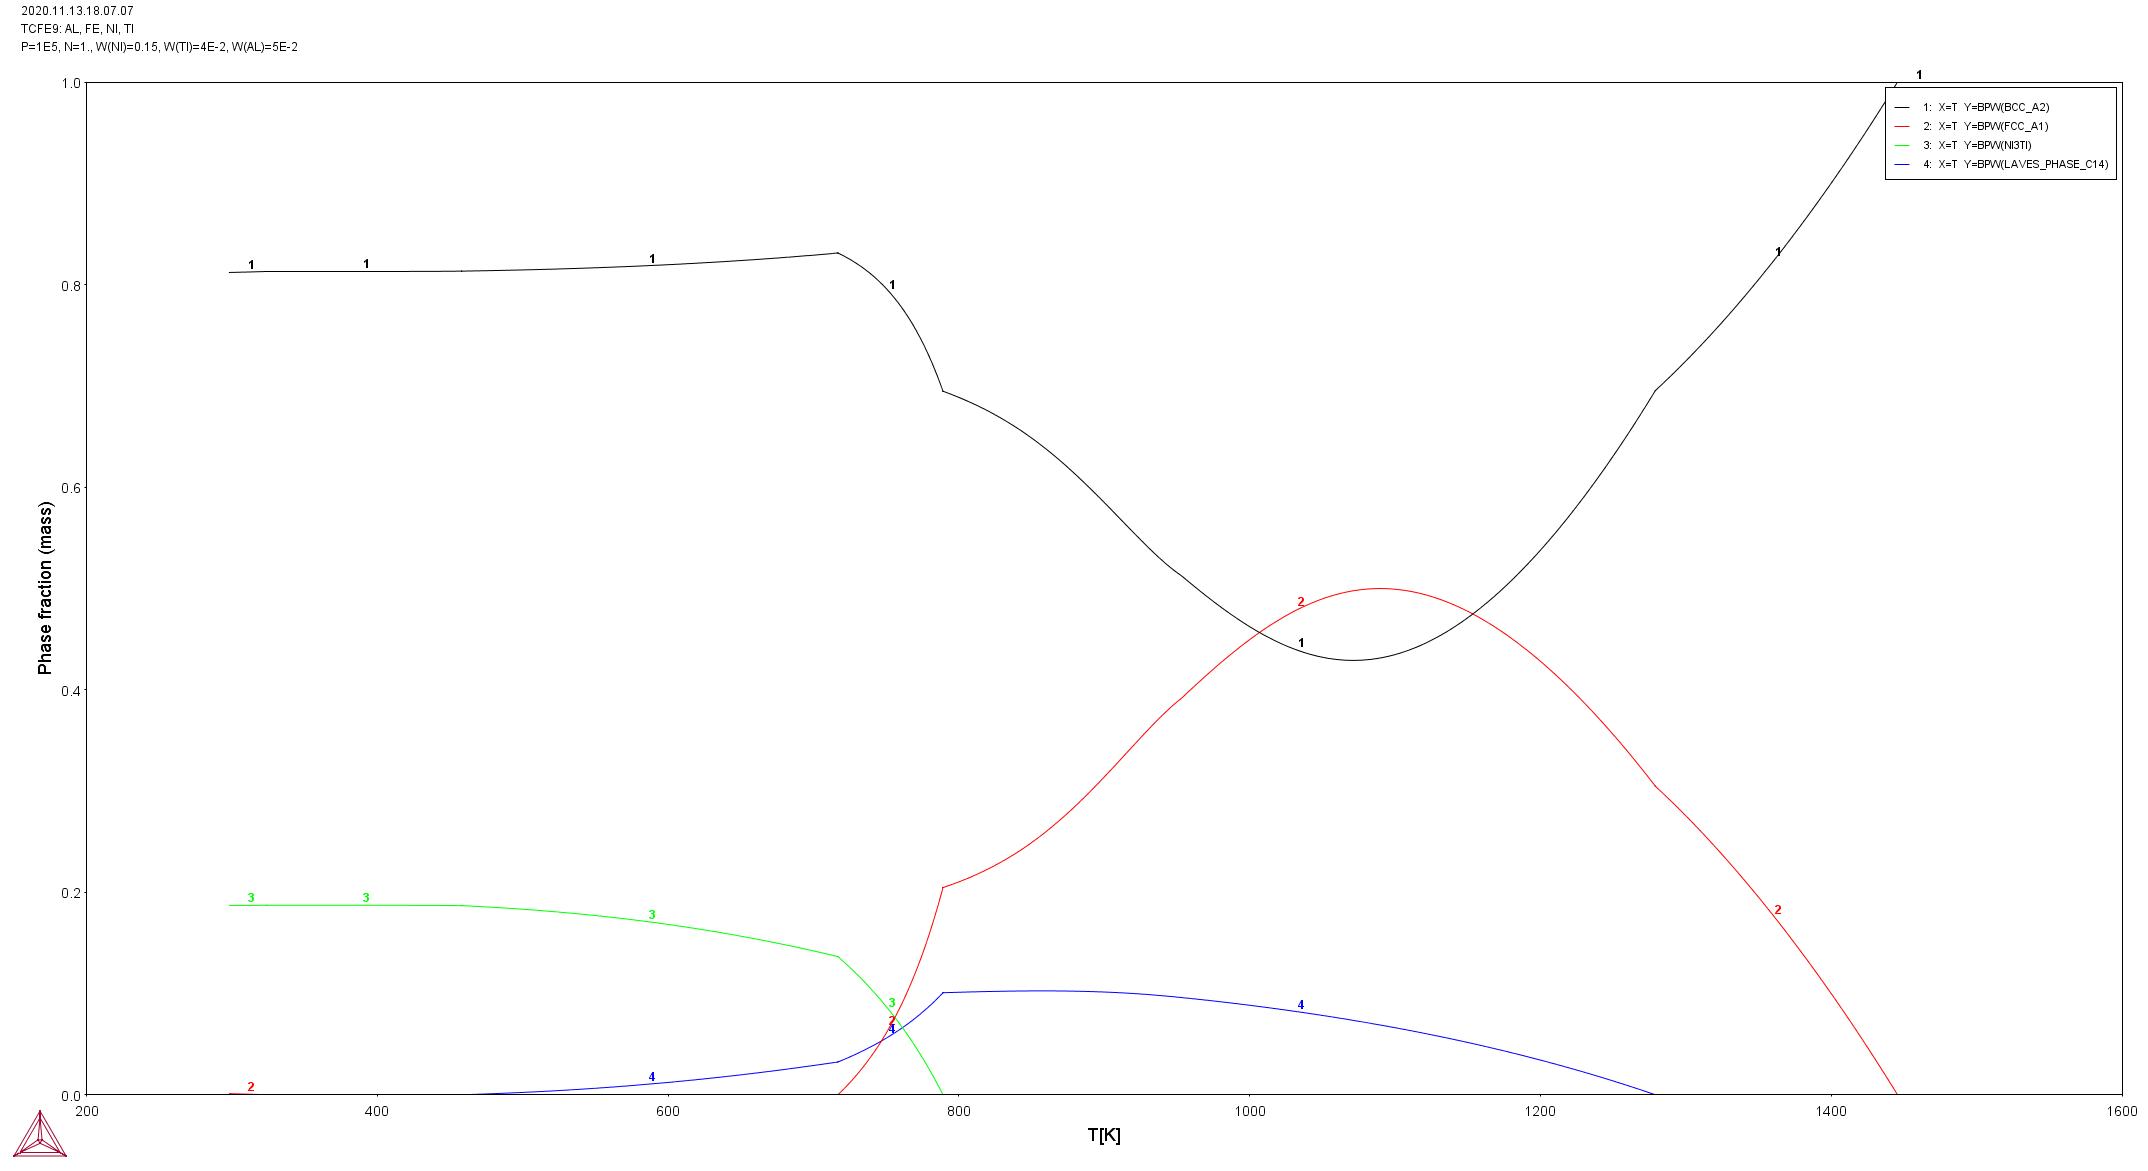 2020.11.13.18.07.07
TCFE9: AL, FE, NI, TI
P=1E5, N=1., W(NI)=0.15, W(TI)=4E-2, W(AL)=5E-2
1
1.0
1: X=T Y=BPW(BCC_A2)
2: X=T Y=BPW(FCC_A1)
3: X=T Y=BPW(NI3TI)
4: X=T Y=BPW(LAVES_PHASE_C14)
1 1 1 1
1
0.8
0.6
Phase fraction (mass)
2
1
0.4
0.2
3 3 3
2
3
2
4
4
4
2
0.0
200 400 600 800 1000 1200 1400 1600
T[K]